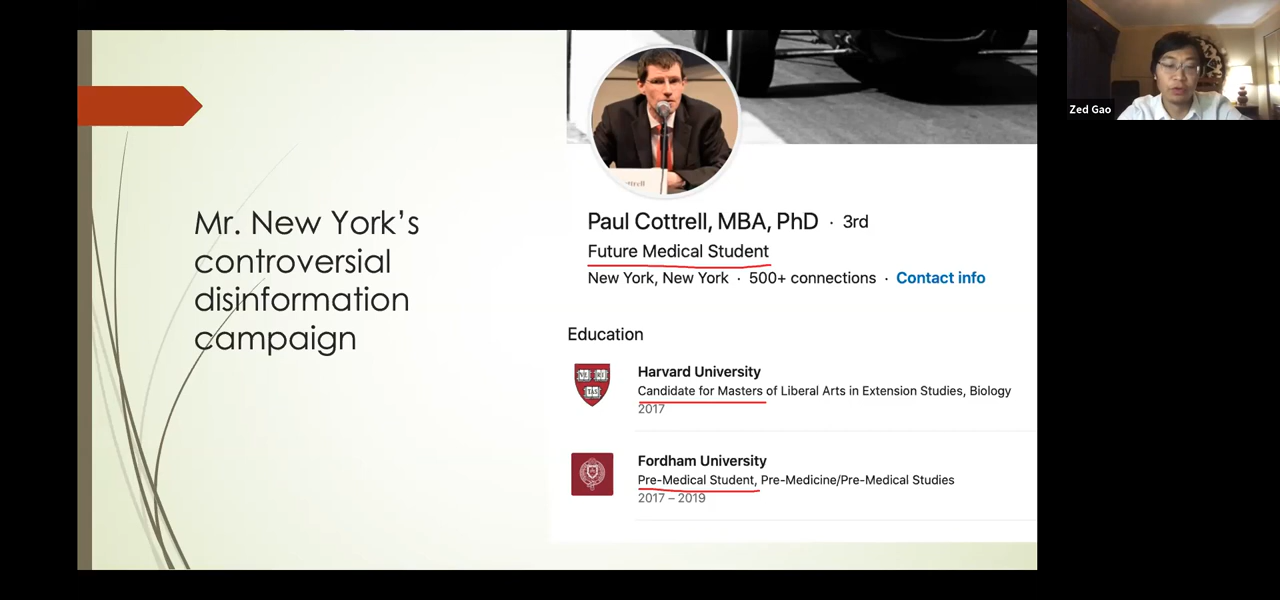 Zed Gao
Mr. New York’s
controversial
disinformation
campaign
Paul Cottrell, MBA, PhD · 3rd
Future Medical Student
New York, New York · 500+ connections · Contact info
Education
Harvard University
Candidate for Masters of Liberal Arts in Extension Studies, Biology
2017
Fordham University
Pre-Medical Student, Pre-Medicine/Pre-Medical Studies
2017 – 2019